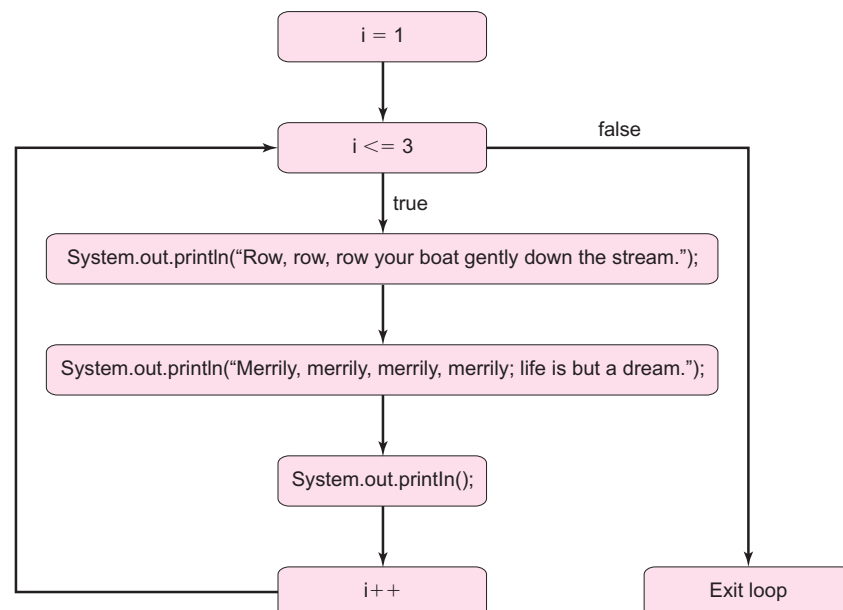 i = 1
i <= 3
false
true
System.out.println(“Row, row, row your boat gently down the stream.”);
System.out.println(“Merrily, merrily, merrily, merrily; life is but a dream.”);
System.out.println();
i++
Exit loop